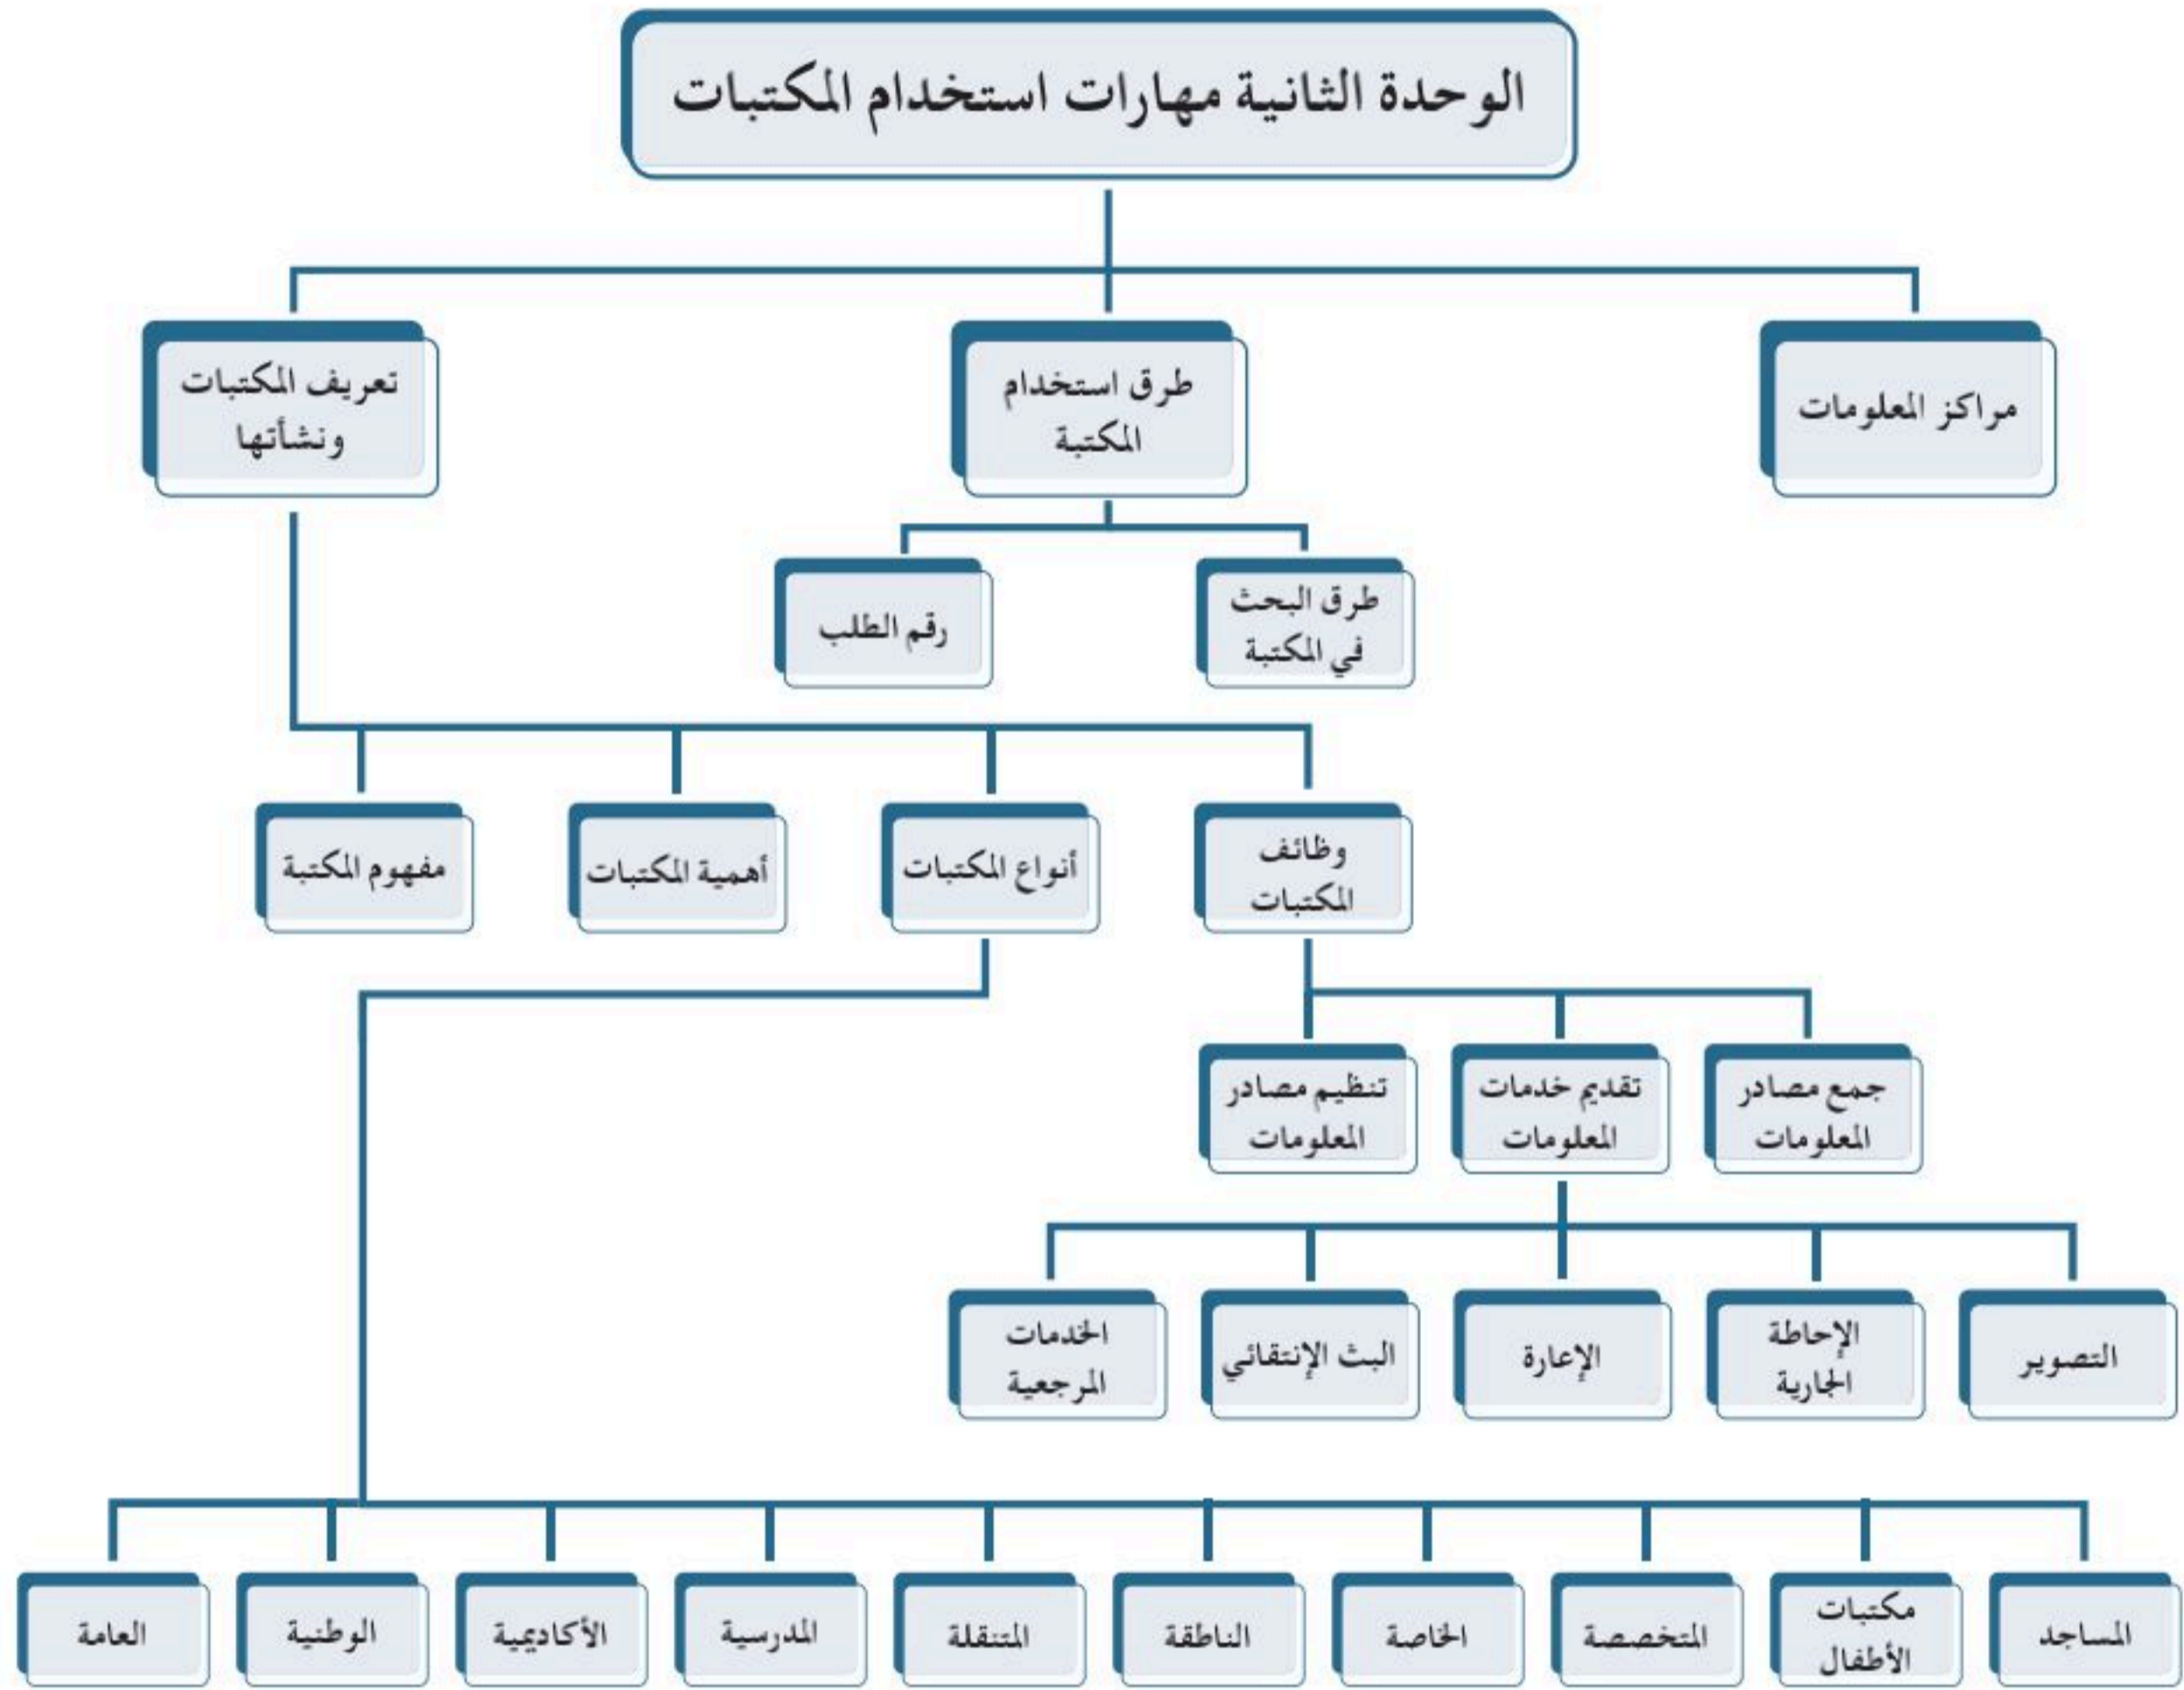 الوحدة الثانية مهارات استخدام المكتبات
مراكز المعلومات
طرق استخدام
المكتبة
تعريف المكتبات
ونشأتها
طرق البحث
في المكتبة
رقم الطلب
وظائف
المكتبات
أنواع المكتبات
أهمية المكتبات
مفهوم المكتبة
جمع مصادر
المعلومات
تقديم خدمات
المعلومات
تنظيم مصادر
المعلومات
التصوير
الإحاطة
الجارية
الإعارة
البث الإنتقائي
الخدمات
المرجعية
المساجد
مكتبات
الأطفال
المتخصصة
الخاصة
الناطقة
المتنقلة
المدرسية
الأكاديمية
الوطنية
العامة